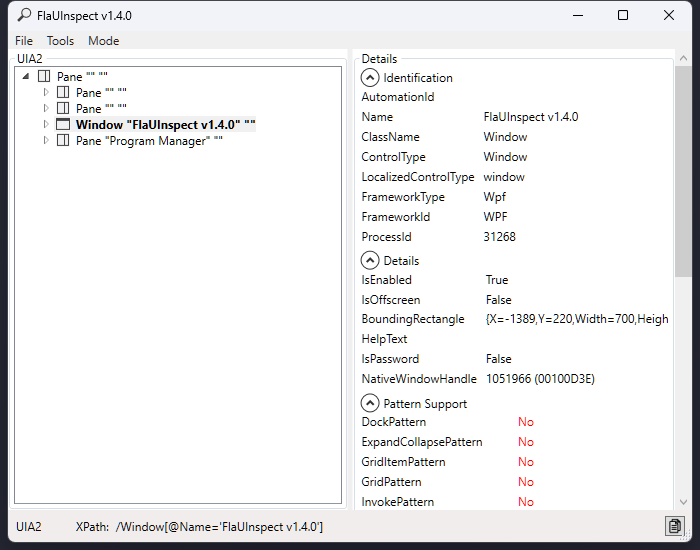 FlaUInspect v1.4.0
File Tools Mode
UIA2
Pane "" ""
Pane "" ""
Pane "" ""
Window "FlaUInspect v1.4.0" ""
Pane "Program Manager" ""
Details
Identification
AutomationId
Name FlaUInspect v1.4.0
ClassName Window
ControlType Window
LocalizedControlType window
FrameworkType Wpf
FrameworkId WPF
ProcessId 31268
Details
IsEnabled True
IsOffscreen False
BoundingRectangle {X=-1389,Y=220,Width=700,Heigh
HelpText
IsPassword False
NativeWindowHandle 1051966 (00100D3E)
Pattern Support
DockPattern No
ExpandCollapsePattern No
GridItemPattern No
GridPattern No
InvokePattern No
UIA2 XPath: /Window[@Name='FlaUInspect v1.4.0']